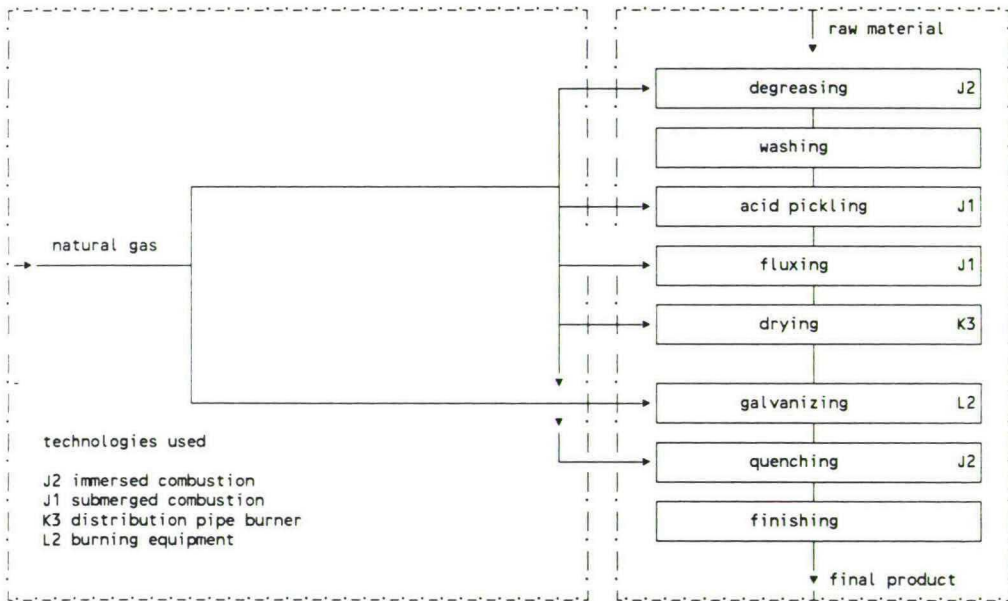 raw material
degreasing J2
washing
acid pickling J1
natural gas
fluxing J1
drying K3
galvanizing L2
technologies used
quenching J2
J2 immersed combustion
J1 submerged combustion
K3 distribution pipe burner
L2 burning equipment
finishing
final product